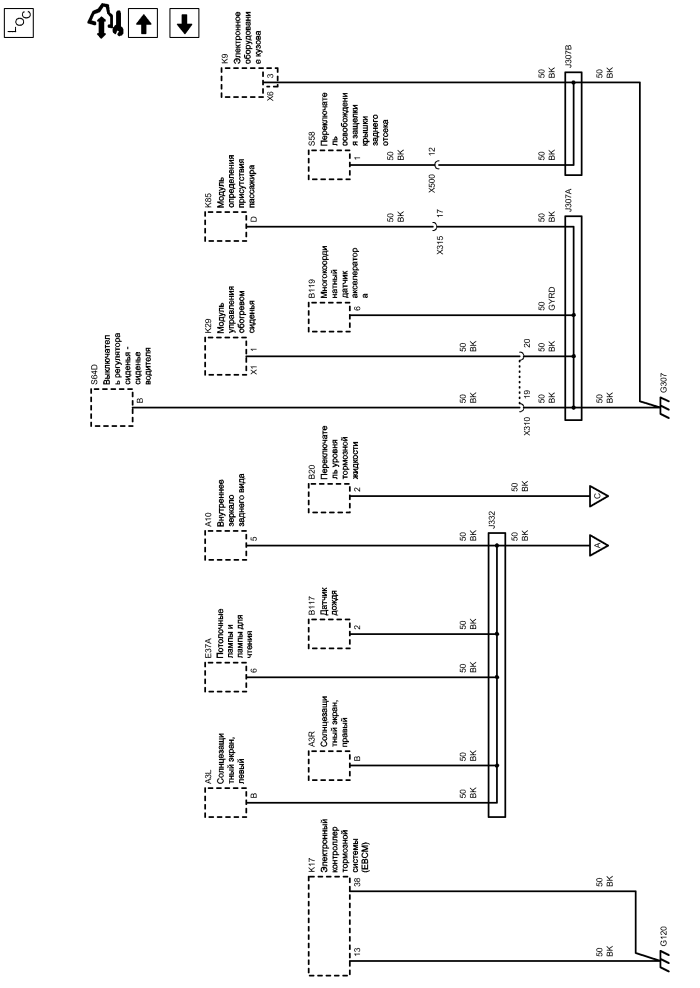 LOC
K9
Электронное
оборудовани
е кузова
3
X6
S58
Переключате
ль
освобождени
я защелки
крышки
заднего
отсека
1
50
BK
12
X500
50
BK
50
BK
J307B
50
BK
K85
Модуль
определения
присутствия
пассажира
D
50
BK
17
X315
50
BK
J307A
B119
Многокоорди
натный
датчик
акселератор
а
6
50
GYRD
K29
Модуль
управления
обогревом
сиденья
1
X1
50
BK
20
50
BK
S64D
Выключател
ь регулятора
сиденья -
сиденье
водителя
B
50
BK
19
X310
50
BK
50
BK
G307
B20
Переключате
ль уровня
тормозной
жидкости
2
50
BK
C
A10
Внутреннее
зеркало
заднего вида
5
50
BK
J332
50
BK
A
B117
Датчик
дождя
2
50
BK
E37A
Потолочные
лампы и
лампы для
чтения
6
50
BK
A3R
Солнцезащи
тный экран,
правый
B
50
BK
A3L
Солнцезащи
тный экран,
левый
B
50
BK
K17
Электронный
контроллер
тормозной
системы
(EBCM)
38
50
BK
13
50
BK
G120